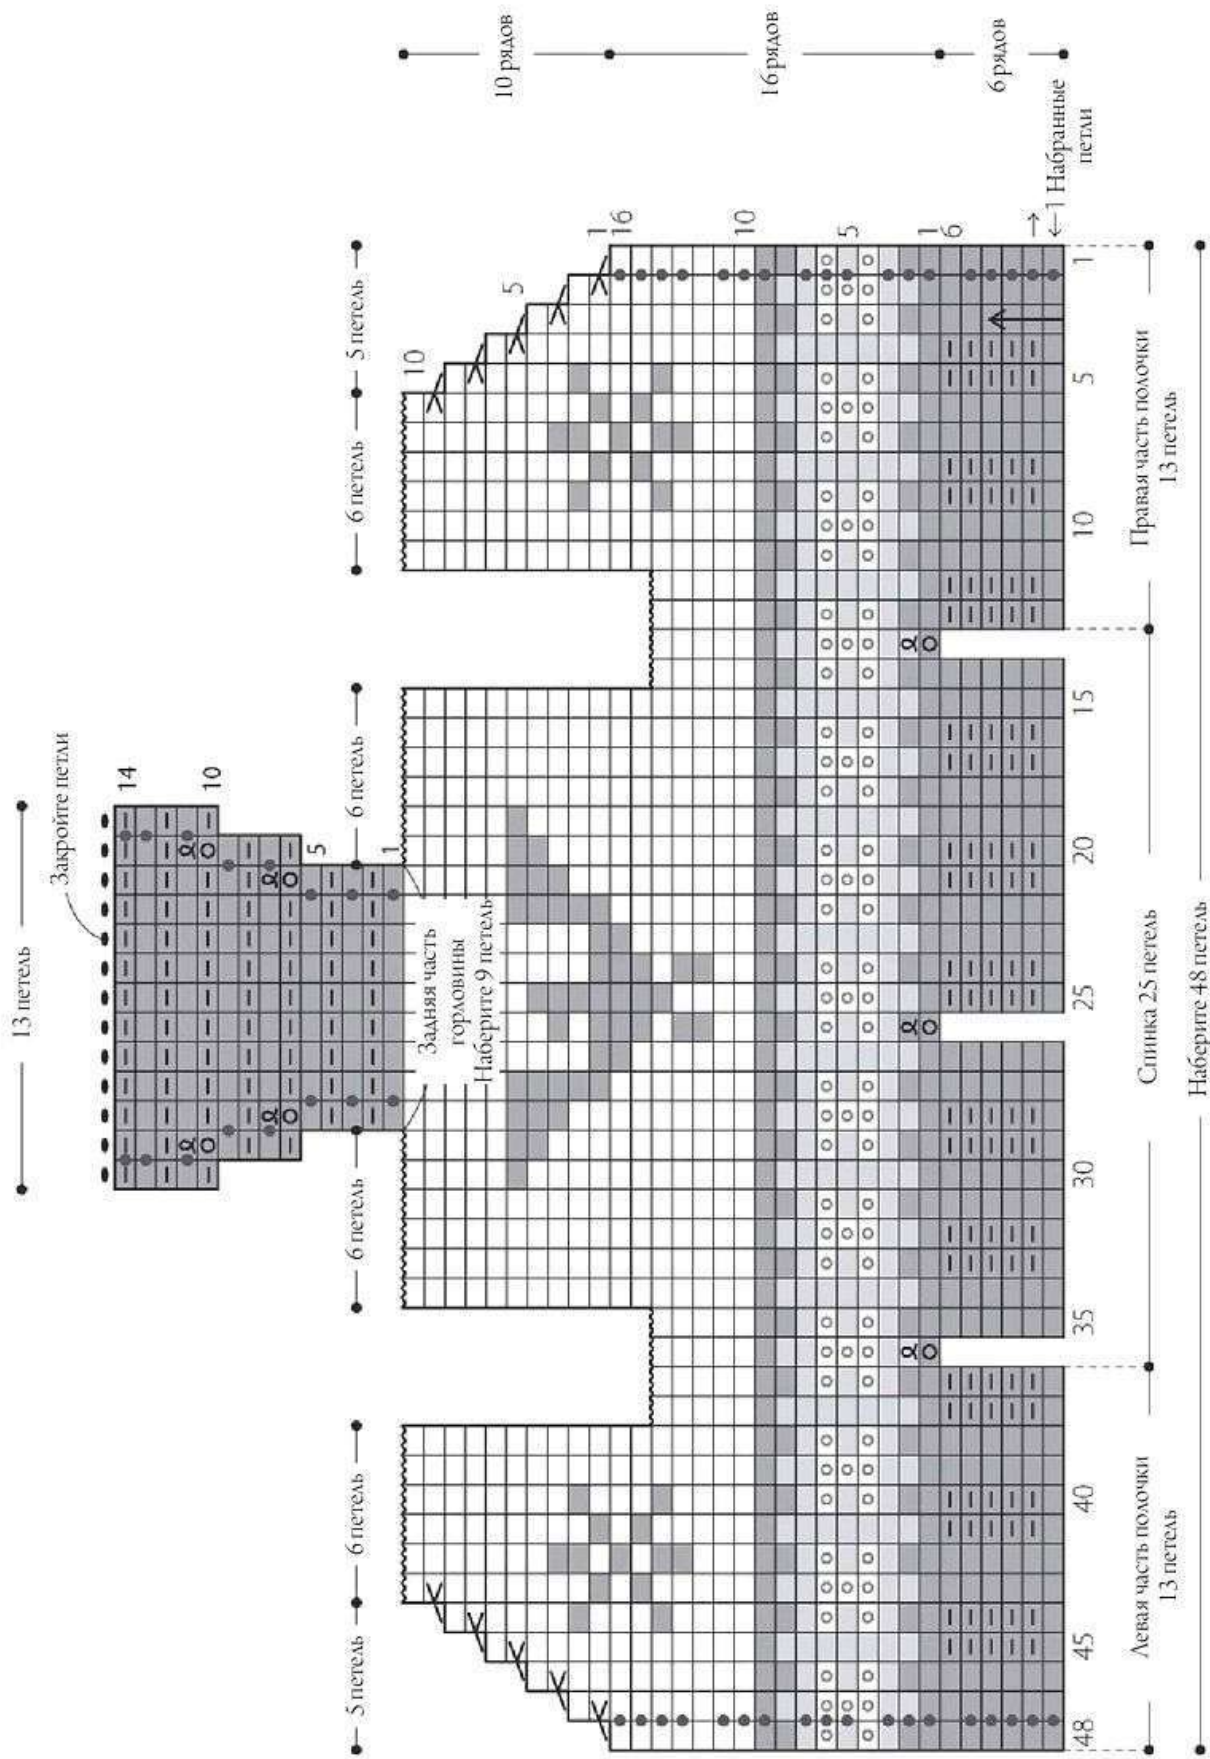 13 петель
Закройте петли
14
10
5
1
5 петель
6 петель
6 петель
6 петель
6 петель
5 петель
Задняя часть
горловины
Наберите 9 петель
10
5
1
16
10
5
1
6
1 Набранные
петли
10 рядов
16 рядов
6 рядов
48
45
40
35
30
25
20
15
10
5
1
Левая часть полочки
13 петель
Спинка 25 петель
Правая часть полочки
13 петель
Наберите 48 петель